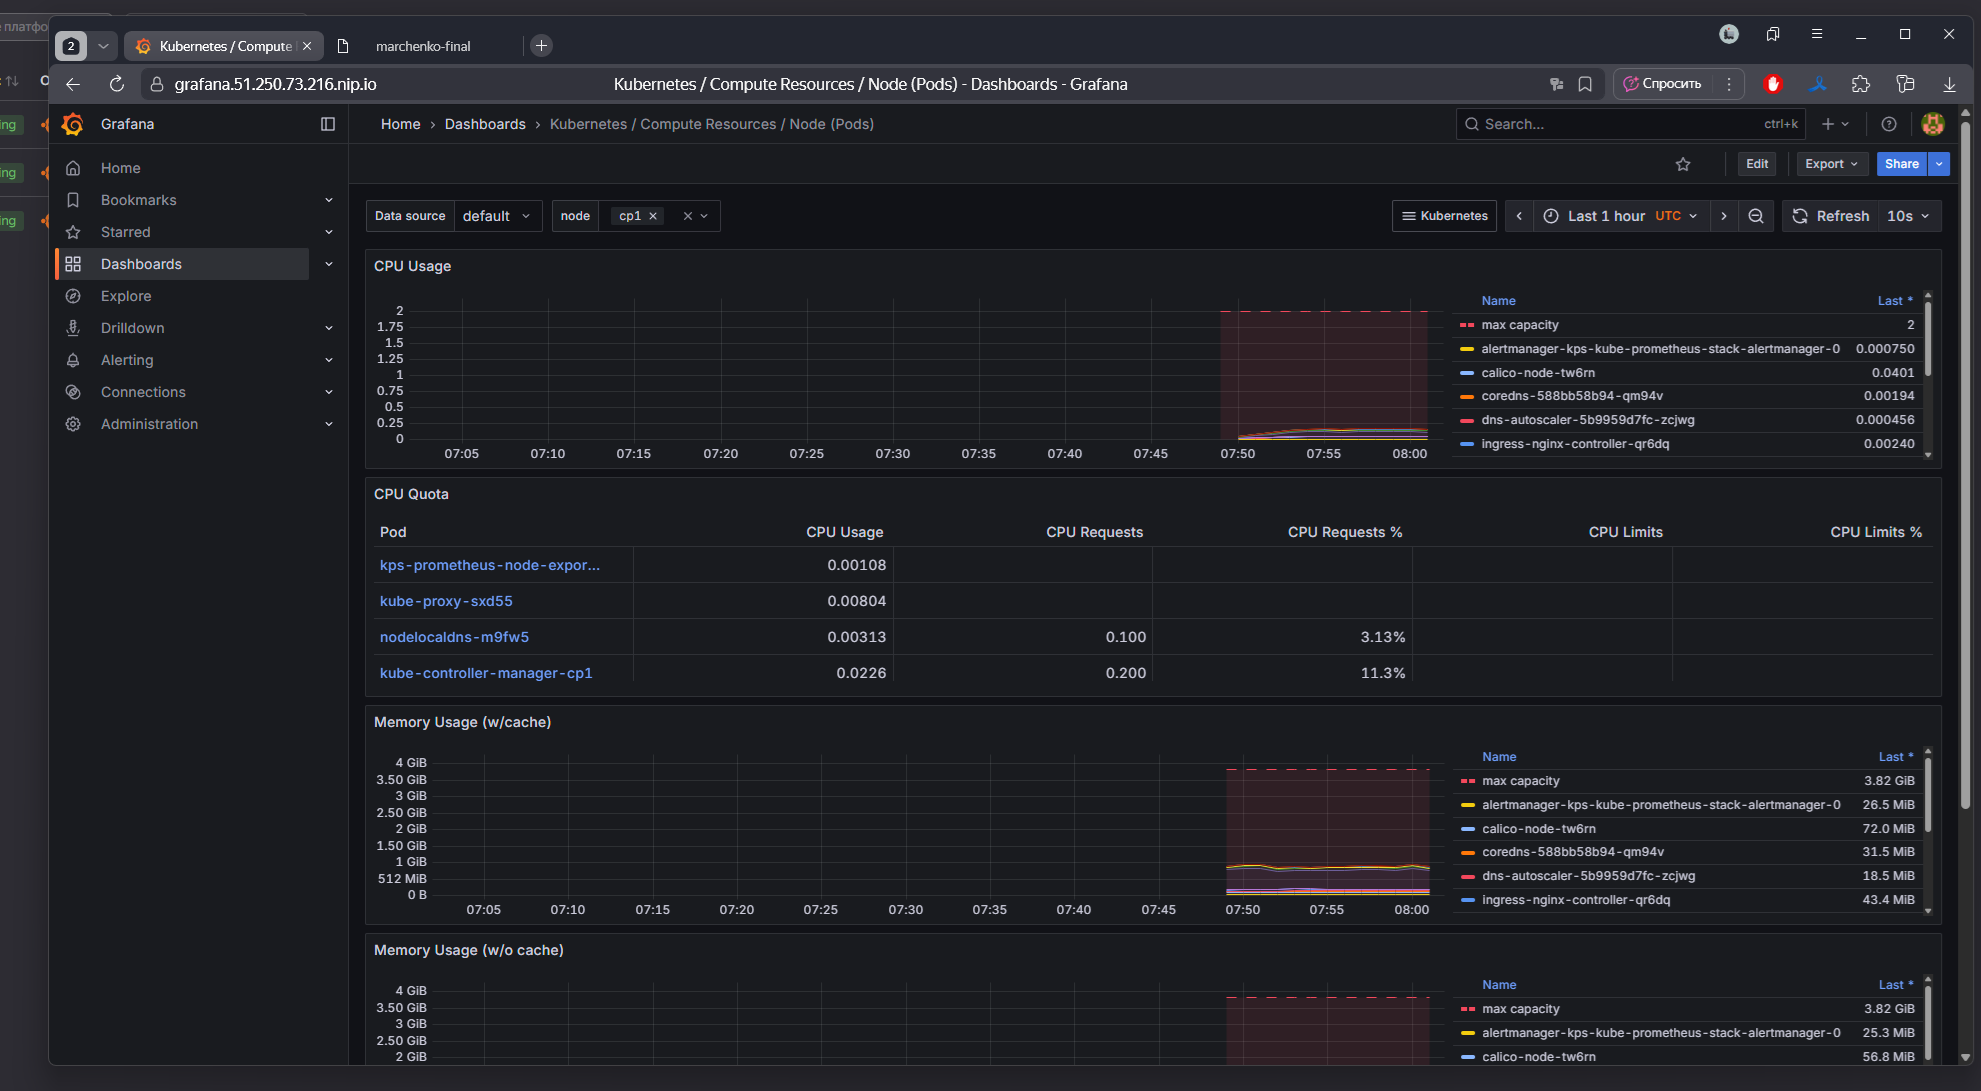 е платфо
2
Kubernetes / Compute
marchenko-final
grafana.51.250.73.216.nip.io
Kubernetes / Compute Resources / Node (Pods) - Dashboards - Grafana
Спросить
ing
ing
ing
Grafana
Home
Bookmarks
Starred
Dashboards
Explore
Drilldown
Alerting
Connections
Administration
Home › Dashboards › Kubernetes / Compute Resources / Node (Pods)
Search... ctrl+k
Edit Export Share
Data source default node cp1
Kubernetes Last 1 hour UTC Refresh 10s
CPU Usage
2
1.75
1.5
1.25
1
0.75
0.5
0.25
0
07:05 07:10 07:15 07:20 07:25 07:30 07:35 07:40 07:45 07:50 07:55 08:00
Name Last *
max capacity 2
alertmanager-kps-kube-prometheus-stack-alertmanager-0 0.000750
calico-node-tw6rn 0.0401
coredns-588bb58b94-qm94v 0.00194
dns-autoscaler-5b9959d7fc-zcjwg 0.000456
ingress-nginx-controller-qr6dq 0.00240
CPU Quota
Pod CPU Usage CPU Requests CPU Requests % CPU Limits CPU Limits %
kps-prometheus-node-expor... 0.00108
kube-proxy-sxd55 0.00804
nodelocaldns-m9fw5 0.00313 0.100 3.13%
kube-controller-manager-cp1 0.0226 0.200 11.3%
Memory Usage (w/cache)
4 GiB
3.50 GiB
3 GiB
2.50 GiB
2 GiB
1.50 GiB
1 GiB
512 MiB
0 B
07:05 07:10 07:15 07:20 07:25 07:30 07:35 07:40 07:45 07:50 07:55 08:00
Name Last *
max capacity 3.82 GiB
alertmanager-kps-kube-prometheus-stack-alertmanager-0 26.5 MiB
calico-node-tw6rn 72.0 MiB
coredns-588bb58b94-qm94v 31.5 MiB
dns-autoscaler-5b9959d7fc-zcjwg 18.5 MiB
ingress-nginx-controller-qr6dq 43.4 MiB
Memory Usage (w/o cache)
4 GiB
3.50 GiB
3 GiB
2.50 GiB
2 GiB
Name Last *
max capacity 3.82 GiB
alertmanager-kps-kube-prometheus-stack-alertmanager-0 25.3 MiB
calico-node-tw6rn 56.8 MiB